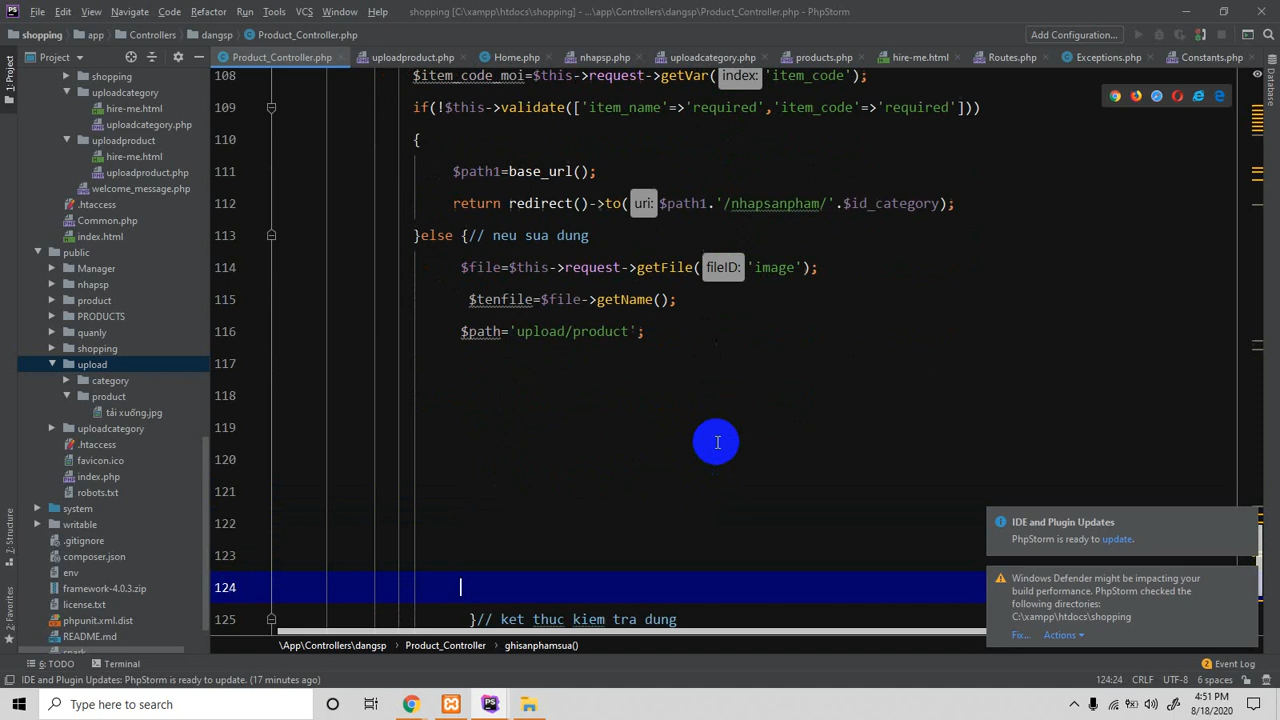 File Edit View Navigate Code Refactor Run Tools VCS Window Help shopping [C:\xampp\htdocs\shopping] - ...\app\Controllers\dangsp\Product_Controller.php - PhpStorm
shopping app Controllers dangsp Product_Controller.php Add Configuration...
Project Product_Controller.php uploadproduct.php Home.php nhapsp.php uploadcategory.php products.php hire-me.html Routes.php Exceptions.php Constants.php
1: Project
7: Structure
2: Favorites
Database
shopping
uploadcategory
hire-me.html
uploadcategory.php
uploadproduct
hire-me.html
uploadproduct.php
welcome_message.php
.htaccess
Common.php
index.html
public
Manager
nhapsp
product
PRODUCTS
quanly
shopping
upload
category
product
tải xuống.jpg
uploadcategory
.htaccess
favicon.ico
index.php
robots.txt
system
writable
.gitignore
composer.json
env
framework-4.0.3.zip
license.txt
phpunit.xml.dist
README.md
spark
108 $item_code_moi=$this->request->getVar( index: 'item_code');
109 if(!$this->validate(['item_name'=>'required','item_code'=>'required']))
110 {
111 $path1=base_url();
112 return redirect()->to( uri: $path1.'/nhapsanpham/'.$id_category);
113 }else {// neu sua dung
114 $file=$this->request->getFile( fileID: 'image');
115 $tenfile=$file->getName();
116 $path='upload/product';
117
118
119
120
121
122
123
124
125 }// ket thuc kiem tra dung
IDE and Plugin Updates
PhpStorm is ready to update.
Windows Defender might be impacting your
build performance. PhpStorm checked the
following directories:
C:\xampp\htdocs\shopping
Fix... Actions
\App\Controllers\dangsp Product_Controller ghisanphamsua()
6: TODO Terminal 2 Event Log
IDE and Plugin Updates: PhpStorm is ready to update. (17 minutes ago) 124:24 CRLF UTF-8 6 spaces
Type here to search
4:51 PM
8/18/2020